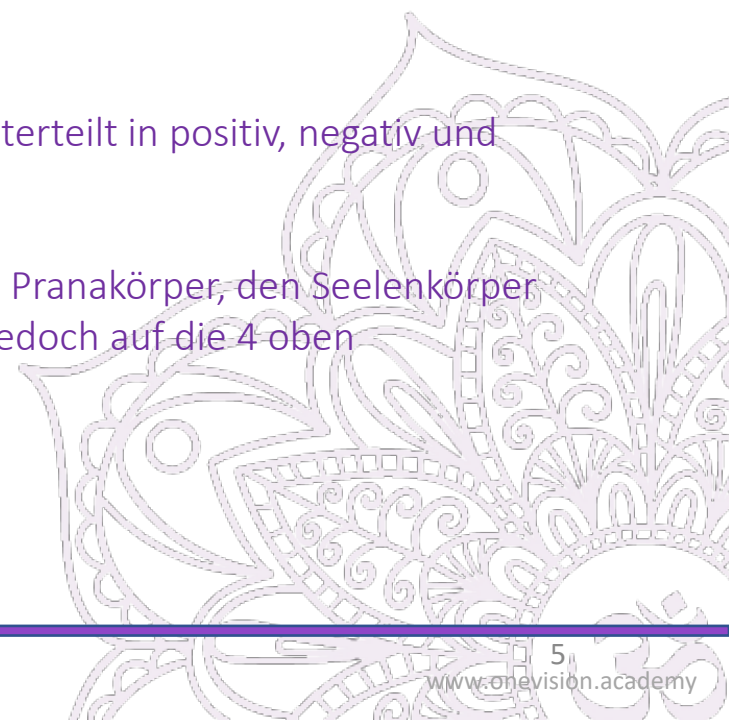 terteilt in positiv, negativ und
Pranakörper, den Seelenkörper
edoch auf die 4 oben
5
www.onevision.academy